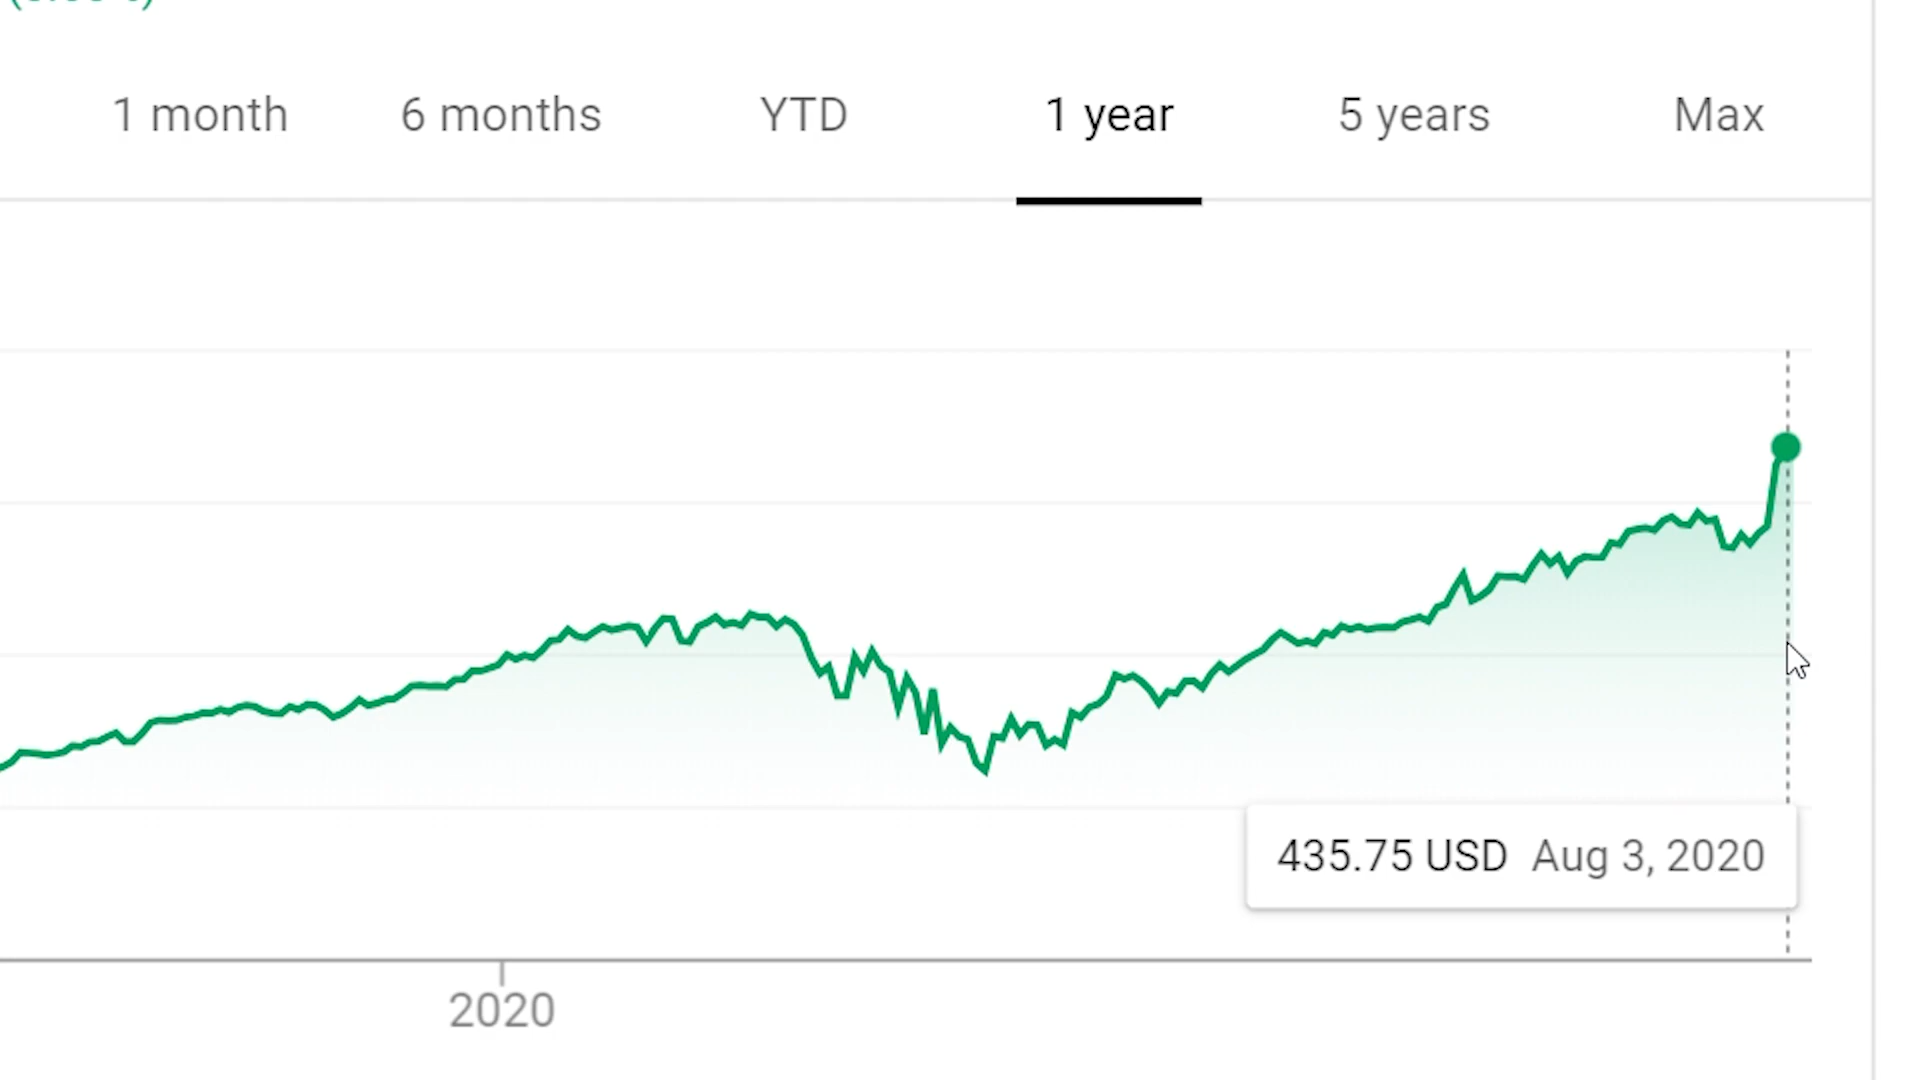 1 month 6 months YTD 1 year 5 years Max
435.75 USD Aug 3, 2020
2020